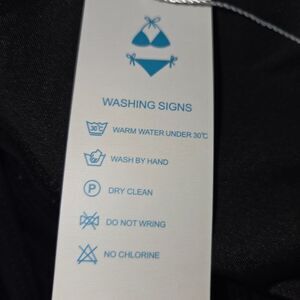 WASHING SIGNS
30°C WARM WATER UNDER 30℃
WASH BY HAND
P DRY CLEAN
DO NOT WRING
NO CHLORINE